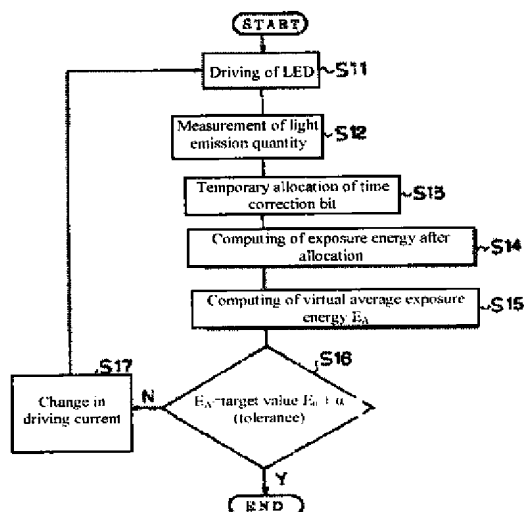 START
Driving of LED
S11
Measurement of light
emission quantity
S12
Temporary allocation of time
correction bit
S13
Computing of exposure energy after
allocation
S14
Computing of virtual average exposure
energy EA
S15
S16
S17
Change in
driving current
N
EA=target value E0 + α
(tolerance)
Y
END